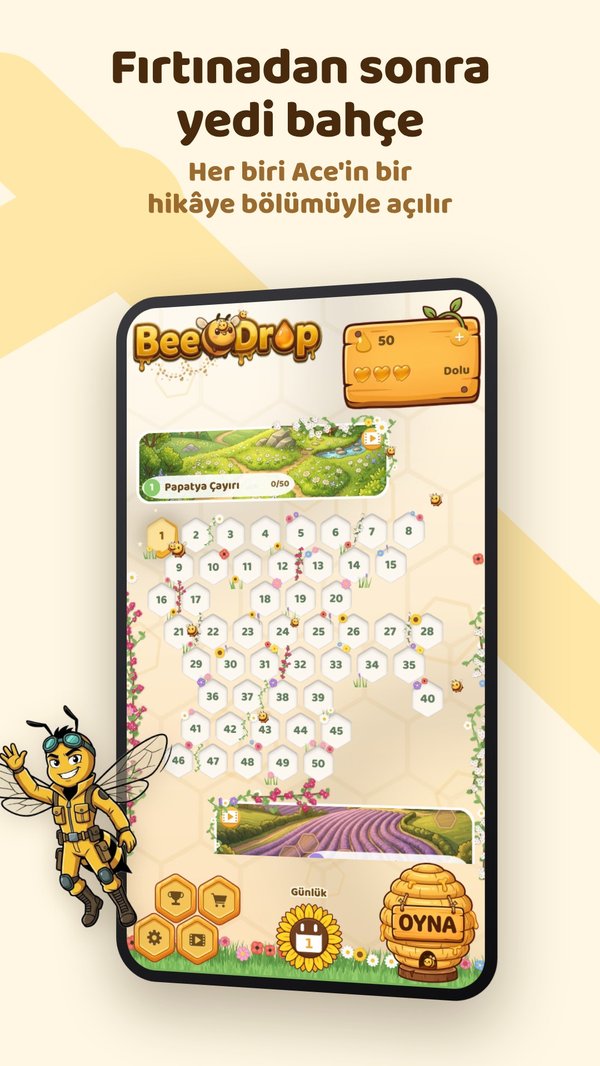 Fırtınadan sonra
yedi bahçe
Her biri Ace'in bir
hikâye bölümüyle açılır
Bee Drop
50
+
Dolu
1 Papatya Çayırı 0/50
1 2 3 4 5 6 7 8
9 10 11 12 13 14 15
16 17 18 19 20
21 22 23 24 25 26 27 28
29 30 31 32 33 34 35
36 37 38 39 40
41 42 43 44 45
46 47 48 49 50
Günlük
1
OYNA